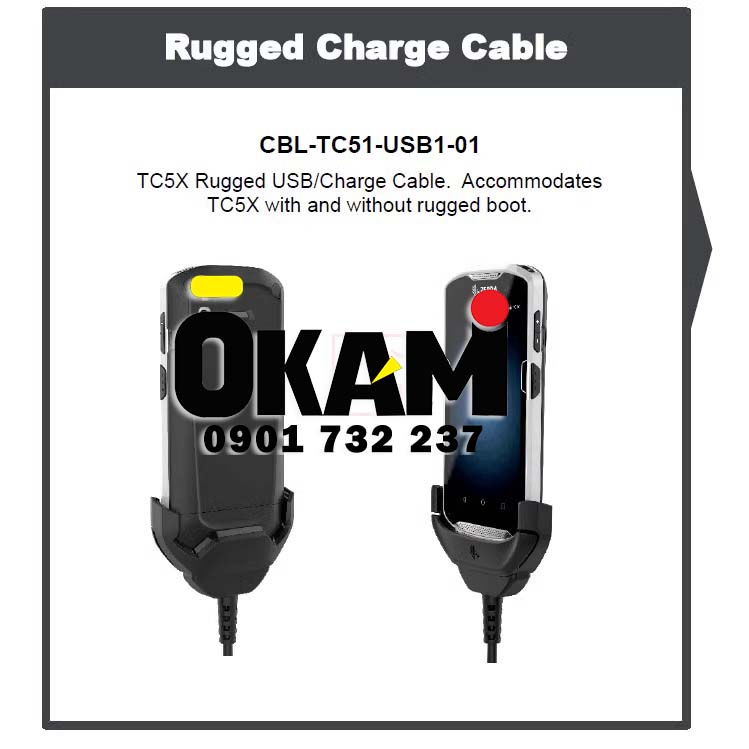 Rugged Charge Cable
CBL-TC51-USB1-01
TC5X Rugged USB/Charge Cable. Accommodates
TC5X with and without rugged boot.
ZEBRA
OKAM
0901 732 237